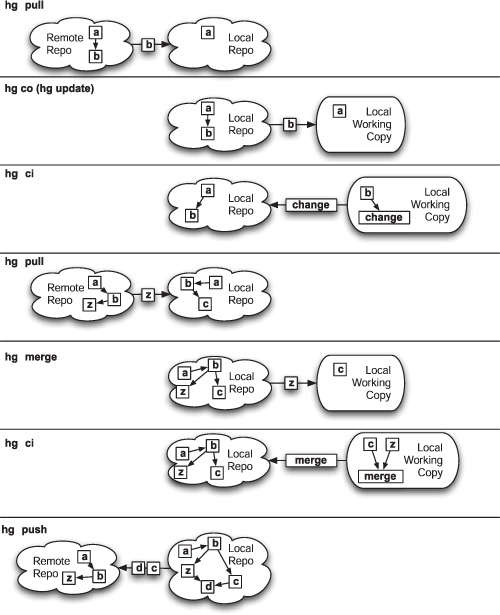 hg pull
Remote
Repo
a
b
b
a
Local
Repo
hg co (hg update)
a
b
Local
Repo
b
a
Local
Working
Copy
hg ci
a
b
Local
Repo
change
b
change
Local
Working
Copy
hg pull
Remote
Repo
a
b
z
z
b
a
c
Local
Repo
hg merge
a
b
z
c
Local
Repo
z
c
Local
Working
Copy
hg ci
a
b
z
c
Local
Repo
merge
c
z
merge
Local
Working
Copy
hg push
Remote
Repo
a
z
b
d
c
a
b
z
d
c
Local
Repo